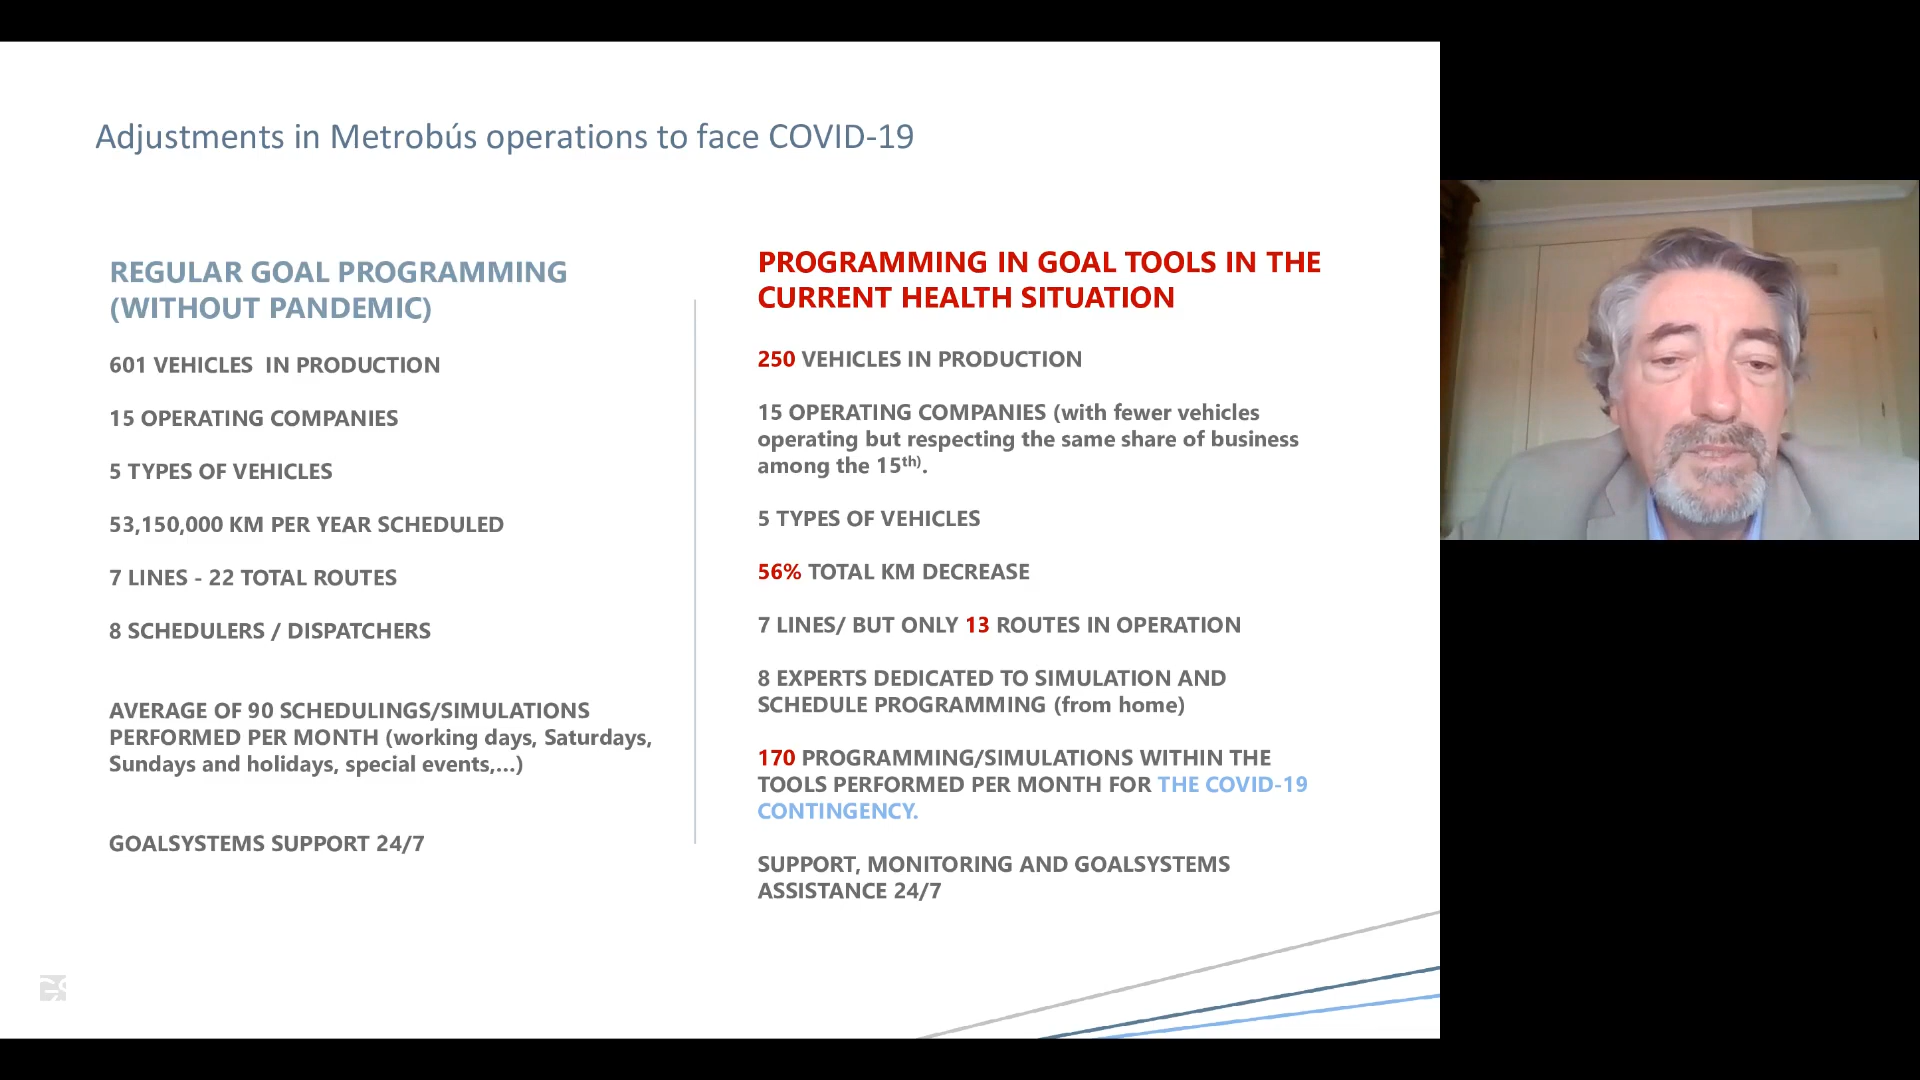 Adjustments in Metrobús operations to face COVID-19
REGULAR GOAL PROGRAMMING
(WITHOUT PANDEMIC)
601 VEHICLES  IN PRODUCTION
15 OPERATING COMPANIES
5 TYPES OF VEHICLES
53,150,000 KM PER YEAR SCHEDULED
7 LINES - 22 TOTAL ROUTES
8 SCHEDULERS / DISPATCHERS
AVERAGE OF 90 SCHEDULINGS/SIMULATIONS
PERFORMED PER MONTH (working days, Saturdays,
Sundays and holidays, special events,...)
GOALSYSTEMS SUPPORT 24/7
PROGRAMMING IN GOAL TOOLS IN THE
CURRENT HEALTH SITUATION
250 VEHICLES IN PRODUCTION
15 OPERATING COMPANIES (with fewer vehicles
operating but respecting the same share of business
among the 15th).
5 TYPES OF VEHICLES
56% TOTAL KM DECREASE
7 LINES/ BUT ONLY 13 ROUTES IN OPERATION
8 EXPERTS DEDICATED TO SIMULATION AND
SCHEDULE PROGRAMMING (from home)
170 PROGRAMMING/SIMULATIONS WITHIN THE
TOOLS PERFORMED PER MONTH FOR THE COVID-19
CONTINGENCY.
SUPPORT, MONITORING AND GOALSYSTEMS
ASSISTANCE 24/7